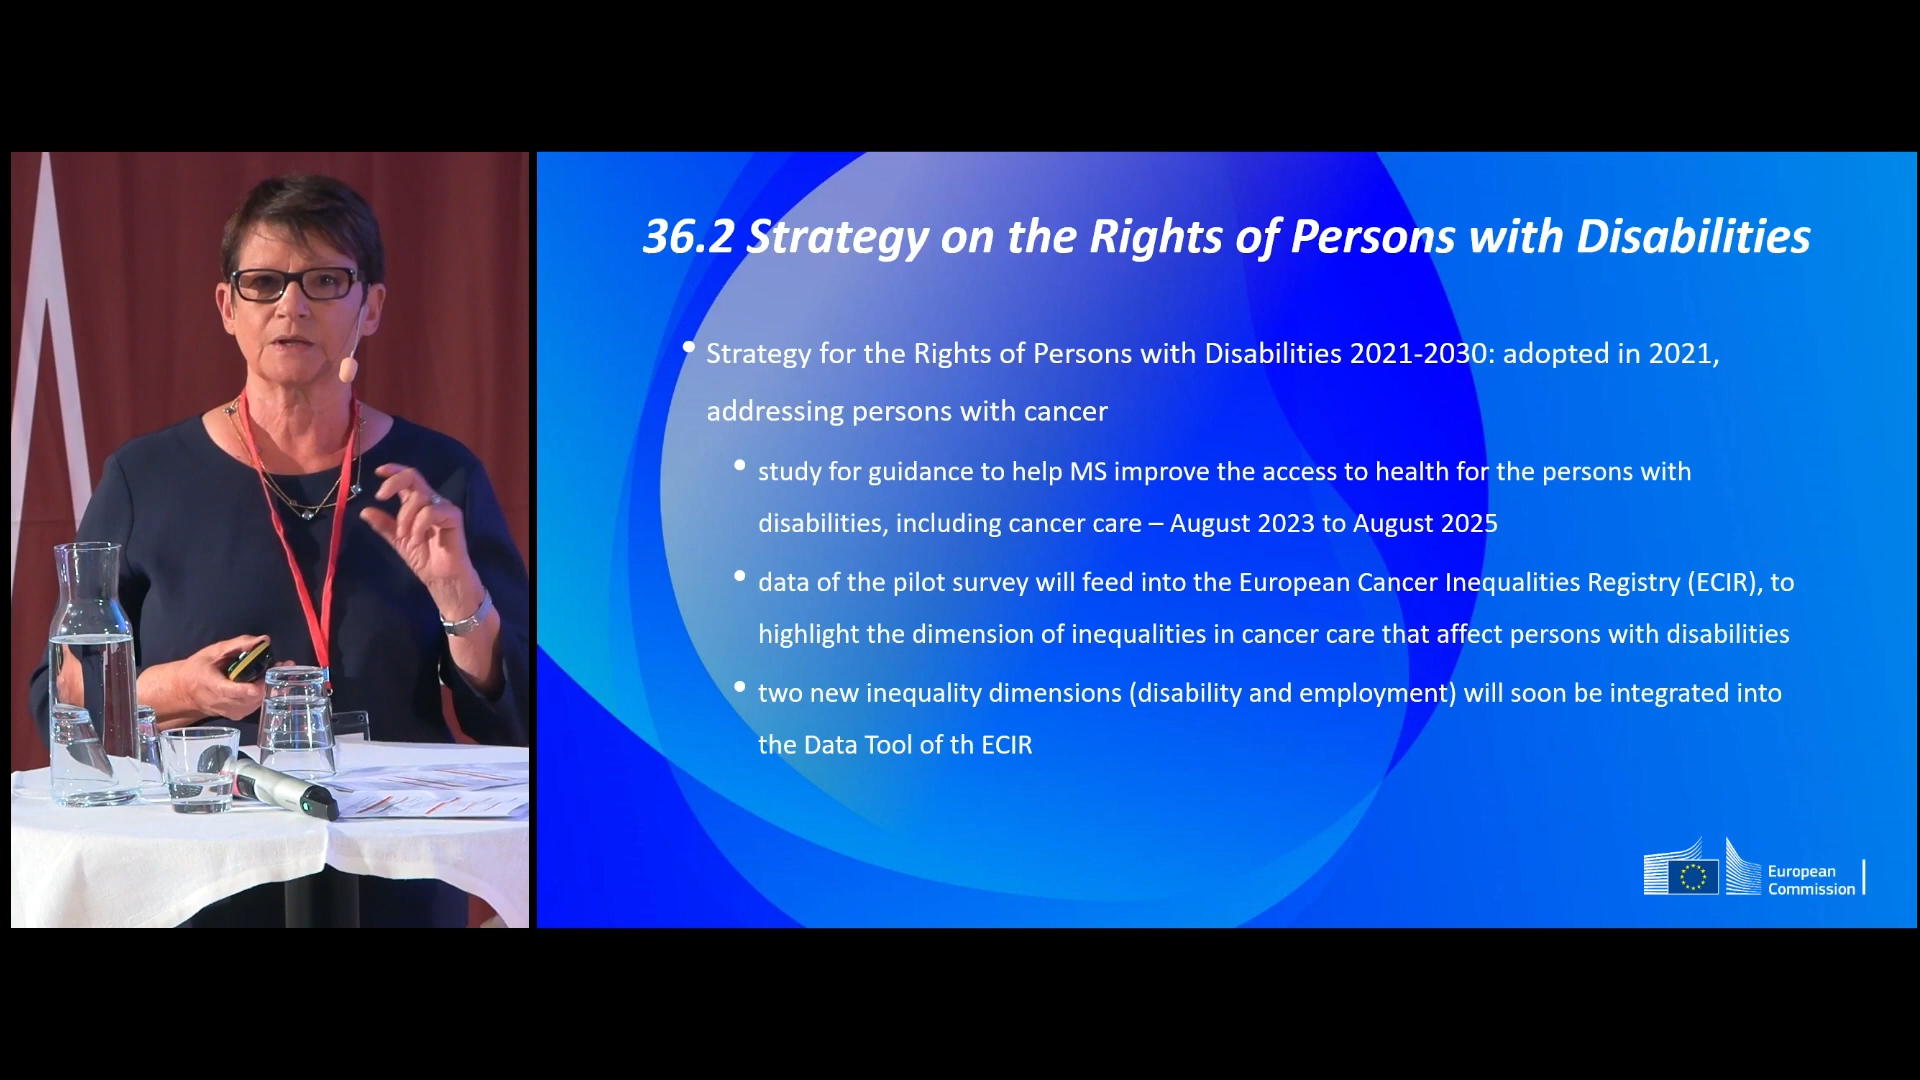 36.2 Strategy on the Rights of Persons with Disabilities
Strategy for the Rights of Persons with Disabilities 2021-2030: adopted in 2021,
addressing persons with cancer
study for guidance to help MS improve the access to health for the persons with
disabilities, including cancer care – August 2023 to August 2025
data of the pilot survey will feed into the European Cancer Inequalities Registry (ECIR), to
highlight the dimension of inequalities in cancer care that affect persons with disabilities
two new inequality dimensions (disability and employment) will soon be integrated into
the Data Tool of th ECIR
European
Commission